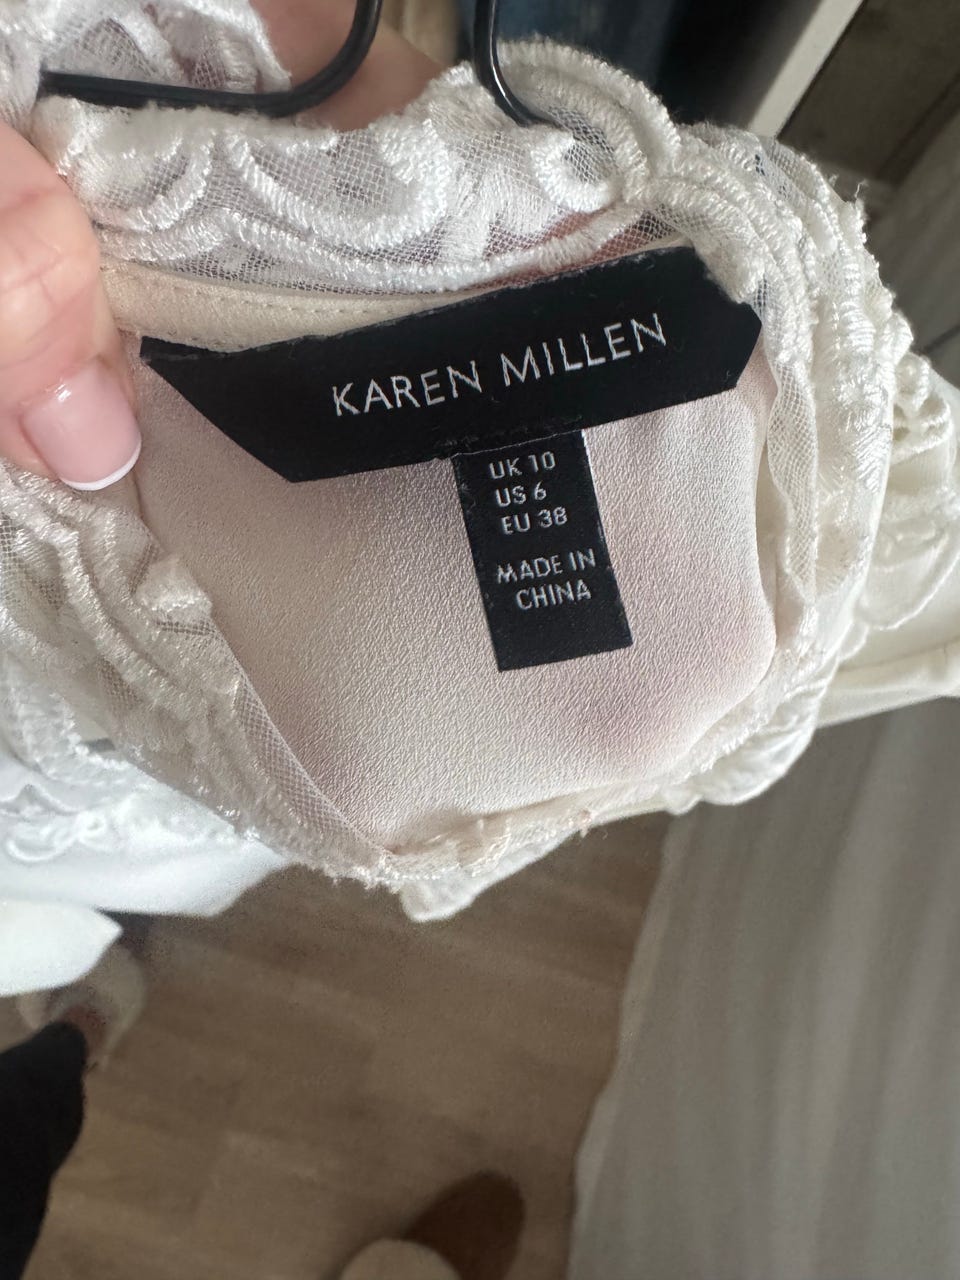 KAREN MILLEN
UK 10
US 6
EU 38
MADE IN
CHINA